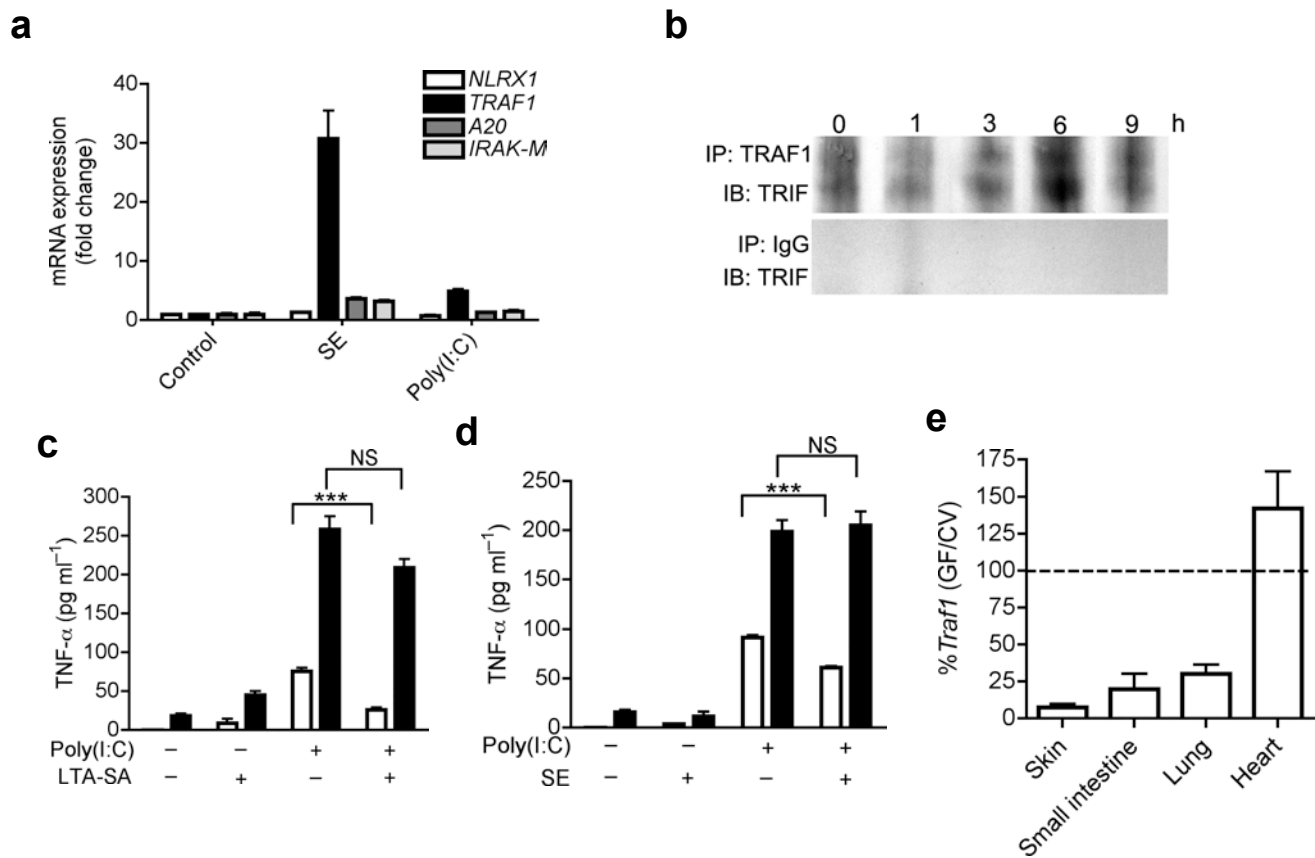 a
mRNA expression
(fold change)
40
30
20
10
0
NLRX1
TRAF1
A20
IRAK-M
Control
SE
Poly(I:C)
b
0 1 3 6 9 h
IP: TRAF1
IB: TRIF
IP: IgG
IB: TRIF
c
TNF-α (pg ml⁻¹)
300
250
200
150
100
50
0
NS
***
Poly(I:C) – – + +
LTA-SA – + – +
d
TNF-α (pg ml⁻¹)
250
200
150
100
50
0
NS
***
Poly(I:C) – – + +
SE – + – +
e
%Traf1 (GF/CV)
175
150
125
100
75
50
25
0
Skin
Small intestine
Lung
Heart